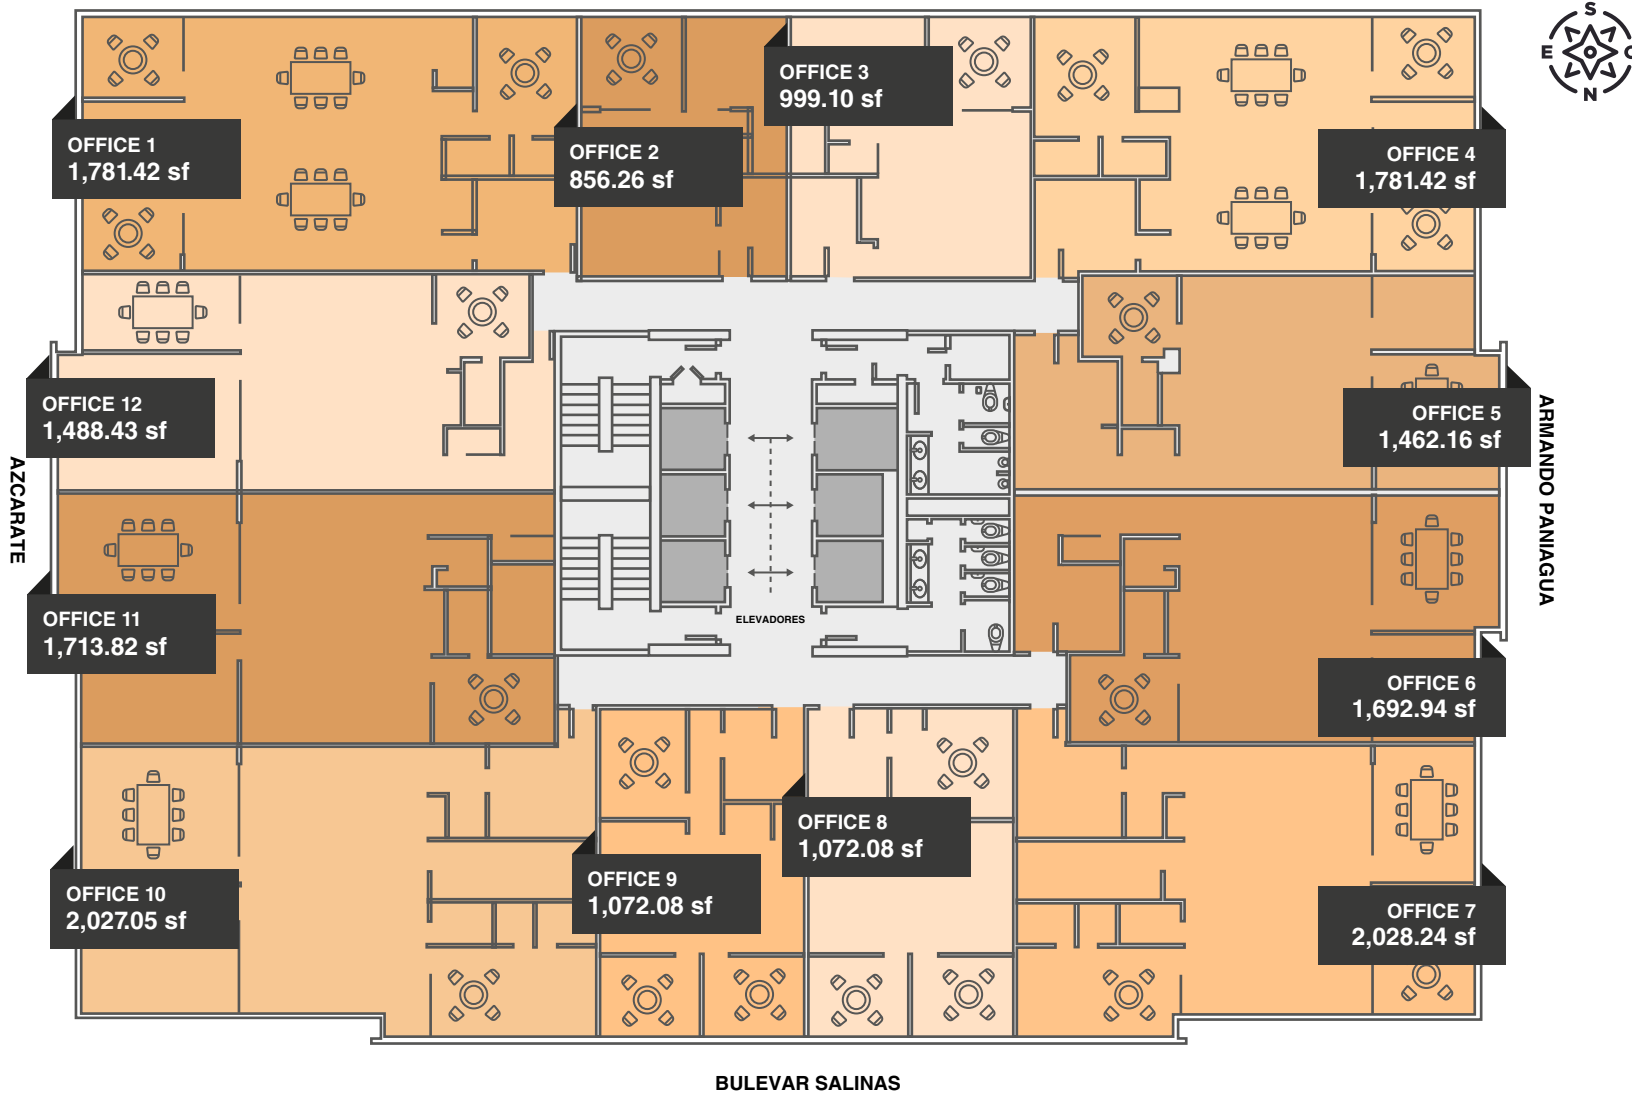 S
E
O
N
OFFICE 3
999.10 sf
OFFICE 1
1,781.42 sf
OFFICE 2
856.26 sf
OFFICE 4
1,781.42 sf
OFFICE 12
1,488.43 sf
OFFICE 5
1,462.16 sf
AZCARATE
ARMANDO PANIAGUA
OFFICE 11
1,713.82 sf
ELEVADORES
OFFICE 6
1,692.94 sf
OFFICE 8
1,072.08 sf
OFFICE 9
1,072.08 sf
OFFICE 10
2,027.05 sf
OFFICE 7
2,028.24 sf
BULEVAR SALINAS